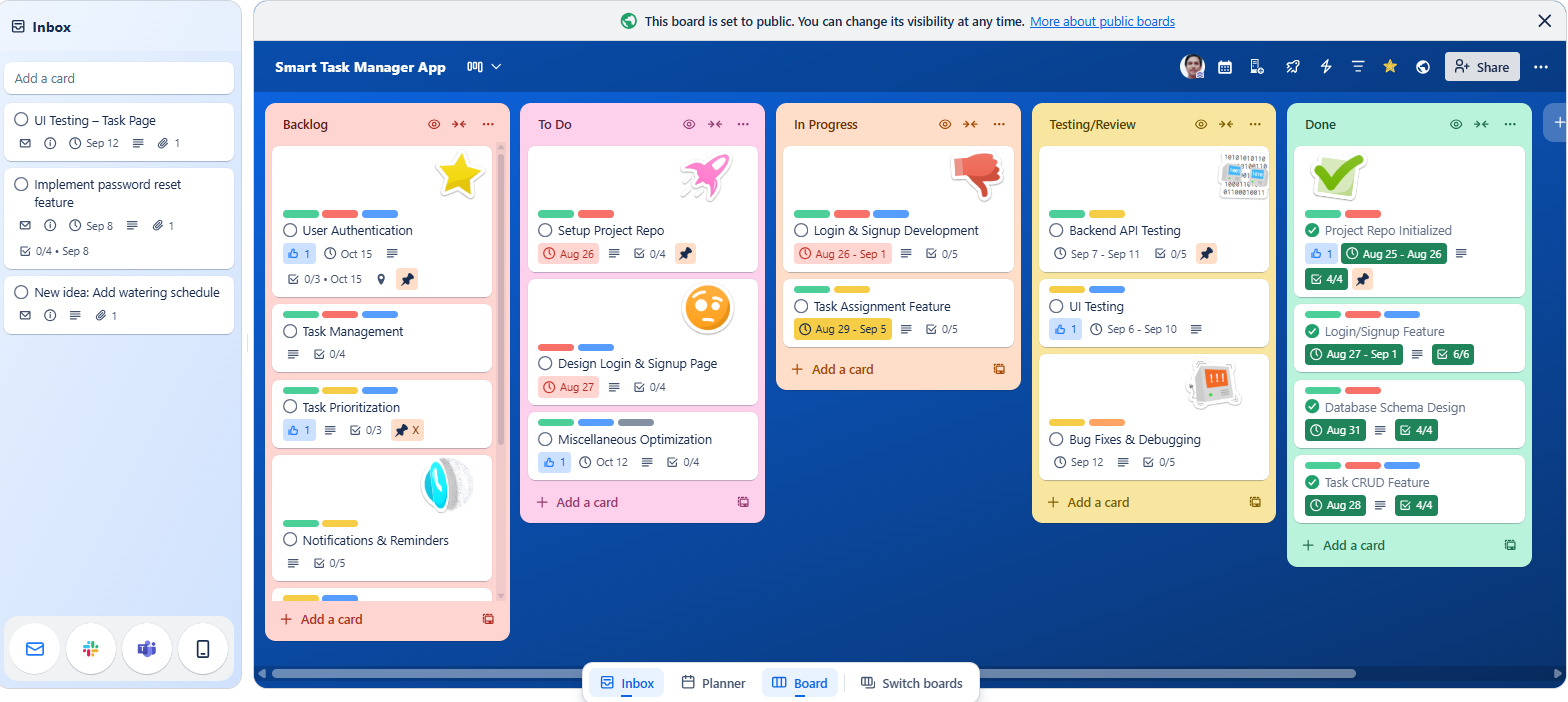 Inbox
Add a card
UI Testing – Task Page
Sep 12 1
Implement password reset
feature
Sep 8 1
0/4 • Sep 8
New idea: Add watering schedule
1
This board is set to public. You can change its visibility at any time. More about public boards
Smart Task Manager App
Share
Backlog
User Authentication
1 Oct 15
0/3 • Oct 15
Task Management
0/4
Task Prioritization
1 0/3 X
Notifications & Reminders
0/5
Add a card
To Do
Setup Project Repo
Aug 26 0/4
Design Login & Signup Page
Aug 27 0/4
Miscellaneous Optimization
1 Oct 12 0/4
Add a card
In Progress
Login & Signup Development
Aug 26 - Sep 1 0/5
Task Assignment Feature
Aug 29 - Sep 5 0/5
Add a card
Testing/Review
Backend API Testing
Sep 7 - Sep 11 0/5
UI Testing
1 Sep 6 - Sep 10
!!!
Bug Fixes & Debugging
Sep 12 0/5
Add a card
Done
Project Repo Initialized
1 Aug 25 - Aug 26
4/4
Login/Signup Feature
Aug 27 - Sep 1 6/6
Database Schema Design
Aug 31 4/4
Task CRUD Feature
Aug 28 4/4
Add a card
Inbox
Planner
Board
Switch boards